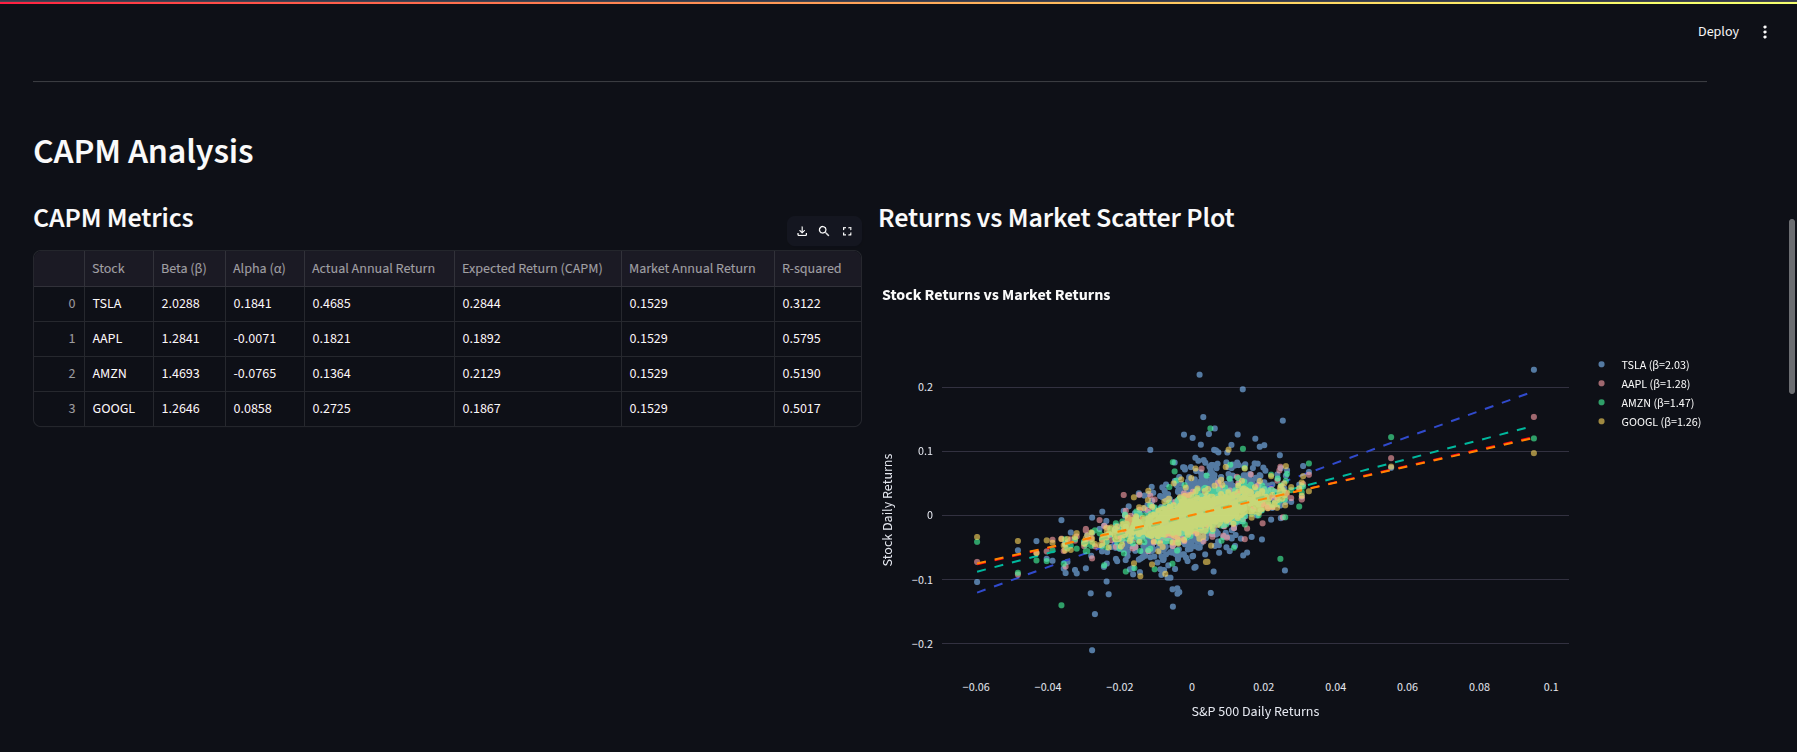 Deploy
CAPM Analysis
CAPM Metrics
Stock Beta (β) Alpha (α) Actual Annual Return Expected Return (CAPM) Market Annual Return R-squared
0 TSLA 2.0288 0.1841 0.4685 0.2844 0.1529 0.3122
1 AAPL 1.2841 -0.0071 0.1821 0.1892 0.1529 0.5795
2 AMZN 1.4693 -0.0765 0.1364 0.2129 0.1529 0.5190
3 GOOGL 1.2646 0.0858 0.2725 0.1867 0.1529 0.5017
Returns vs Market Scatter Plot
Stock Returns vs Market Returns
TSLA (β=2.03)
AAPL (β=1.28)
AMZN (β=1.47)
GOOGL (β=1.26)
Stock Daily Returns
0.2
0.1
0
−0.1
−0.2
−0.06 −0.04 −0.02 0 0.02 0.04 0.06 0.08 0.1
S&P 500 Daily Returns